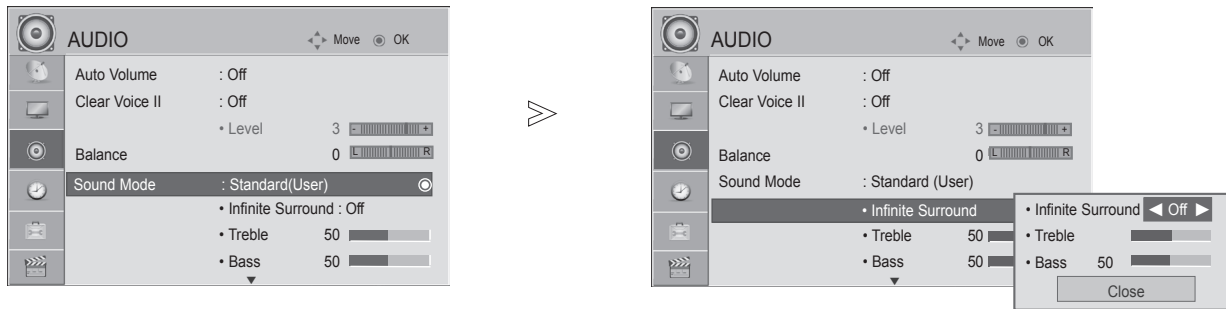 AUDIO Move OK
Auto Volume : Off
Clear Voice II : Off
• Level 3 - +
Balance 0 L R
Sound Mode : Standard(User)
• Infinite Surround : Off
• Treble 50
• Bass 50
AUDIO Move OK
Auto Volume : Off
Clear Voice II : Off
• Level 3 - +
Balance 0 L R
Sound Mode : Standard (User)
• Infinite Surround
• Treble 50
• Bass 50
• Infinite Surround ◀ Off ▶
• Treble
• Bass 50
Close